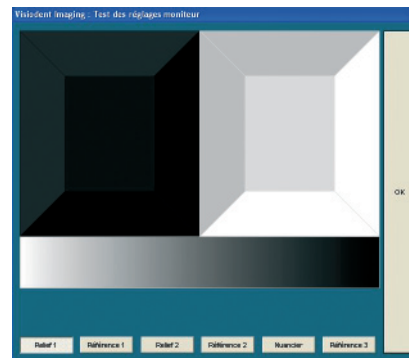 Visiodent Imaging : Test des réglages moniteur
OK
Relief 1
Référence 1
Relief 2
Référence 2
Nuancier
Référence 3